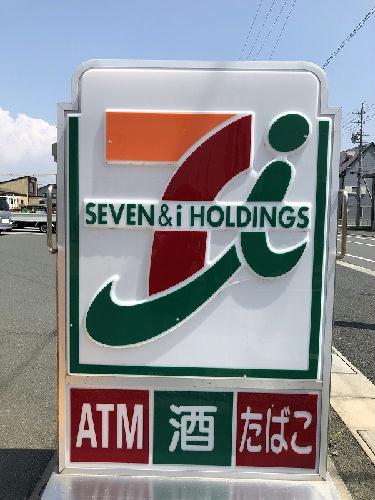 SEVEN&i HOLDINGS
ATM 酒 たばこ